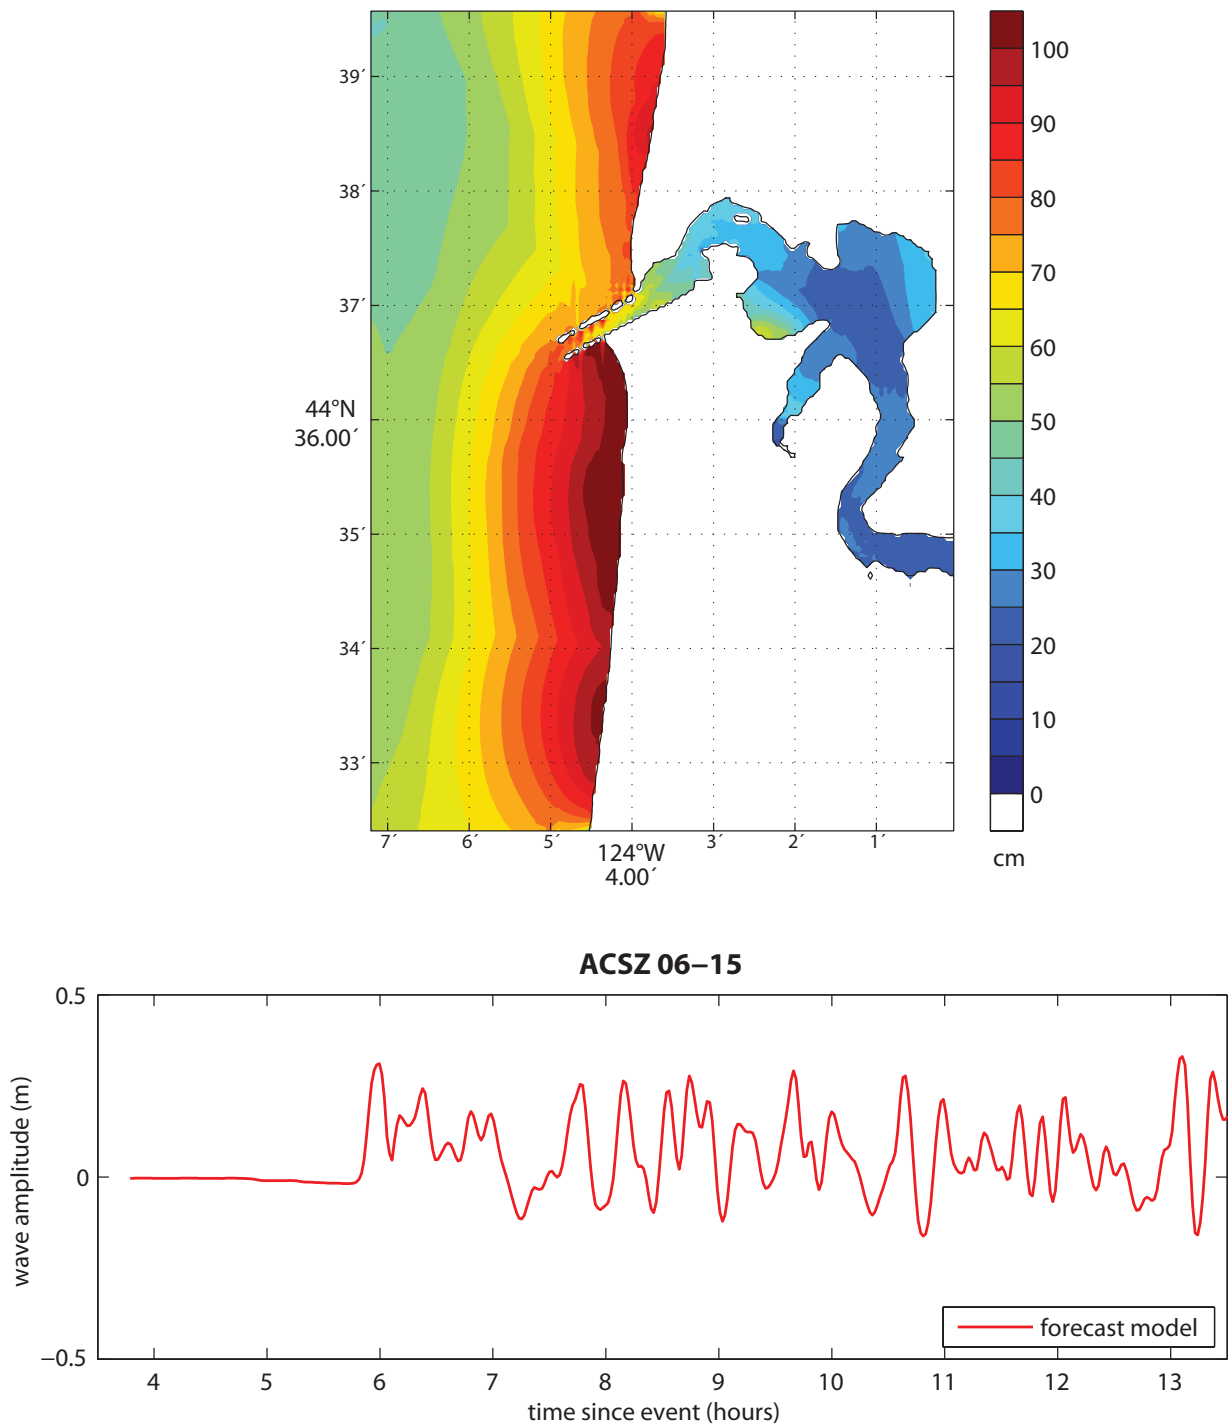 39´
38´
37´
44°N
36.00´
35´
34´
33´
7´ 6´ 5´ 124°W 3´ 2´ 1´
4.00´
100
90
80
70
60
50
40
30
20
10
0
cm
ACSZ 06–15
wave amplitude (m)
0.5
0
–0.5
forecast model
4 5 6 7 8 9 10 11 12 13
time since event (hours)